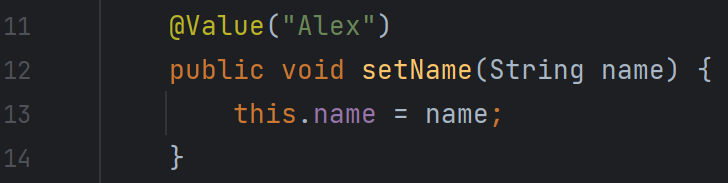 11 @Value("Alex")
12 public void setName(String name) {
13 this.name = name;
14 }